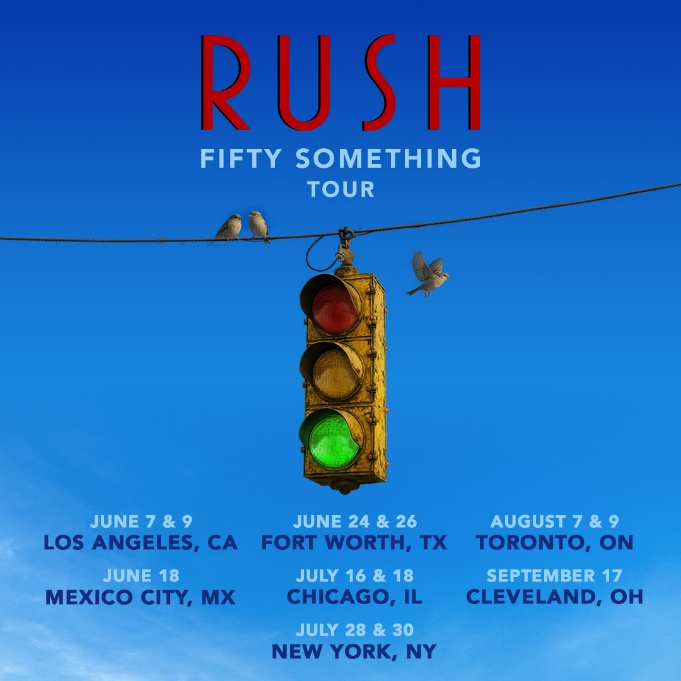 RUSH
FIFTY SOMETHING
TOUR
JUNE 7 & 9
LOS ANGELES, CA
JUNE 18
MEXICO CITY, MX
JUNE 24 & 26
FORT WORTH, TX
JULY 16 & 18
CHICAGO, IL
JULY 28 & 30
NEW YORK, NY
AUGUST 7 & 9
TORONTO, ON
SEPTEMBER 17
CLEVELAND, OH